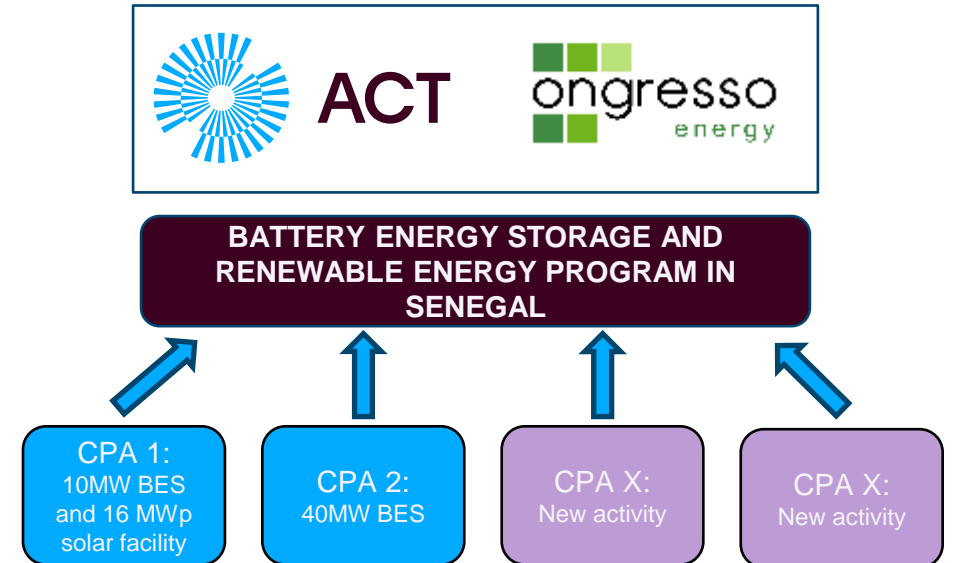 ACT
ongresso
energy
BATTERY ENERGY STORAGE AND
RENEWABLE ENERGY PROGRAM IN
SENEGAL
CPA 1:
10MW BES
and 16 MWp
solar facility
CPA 2:
40MW BES
CPA X:
New activity
CPA X:
New activity